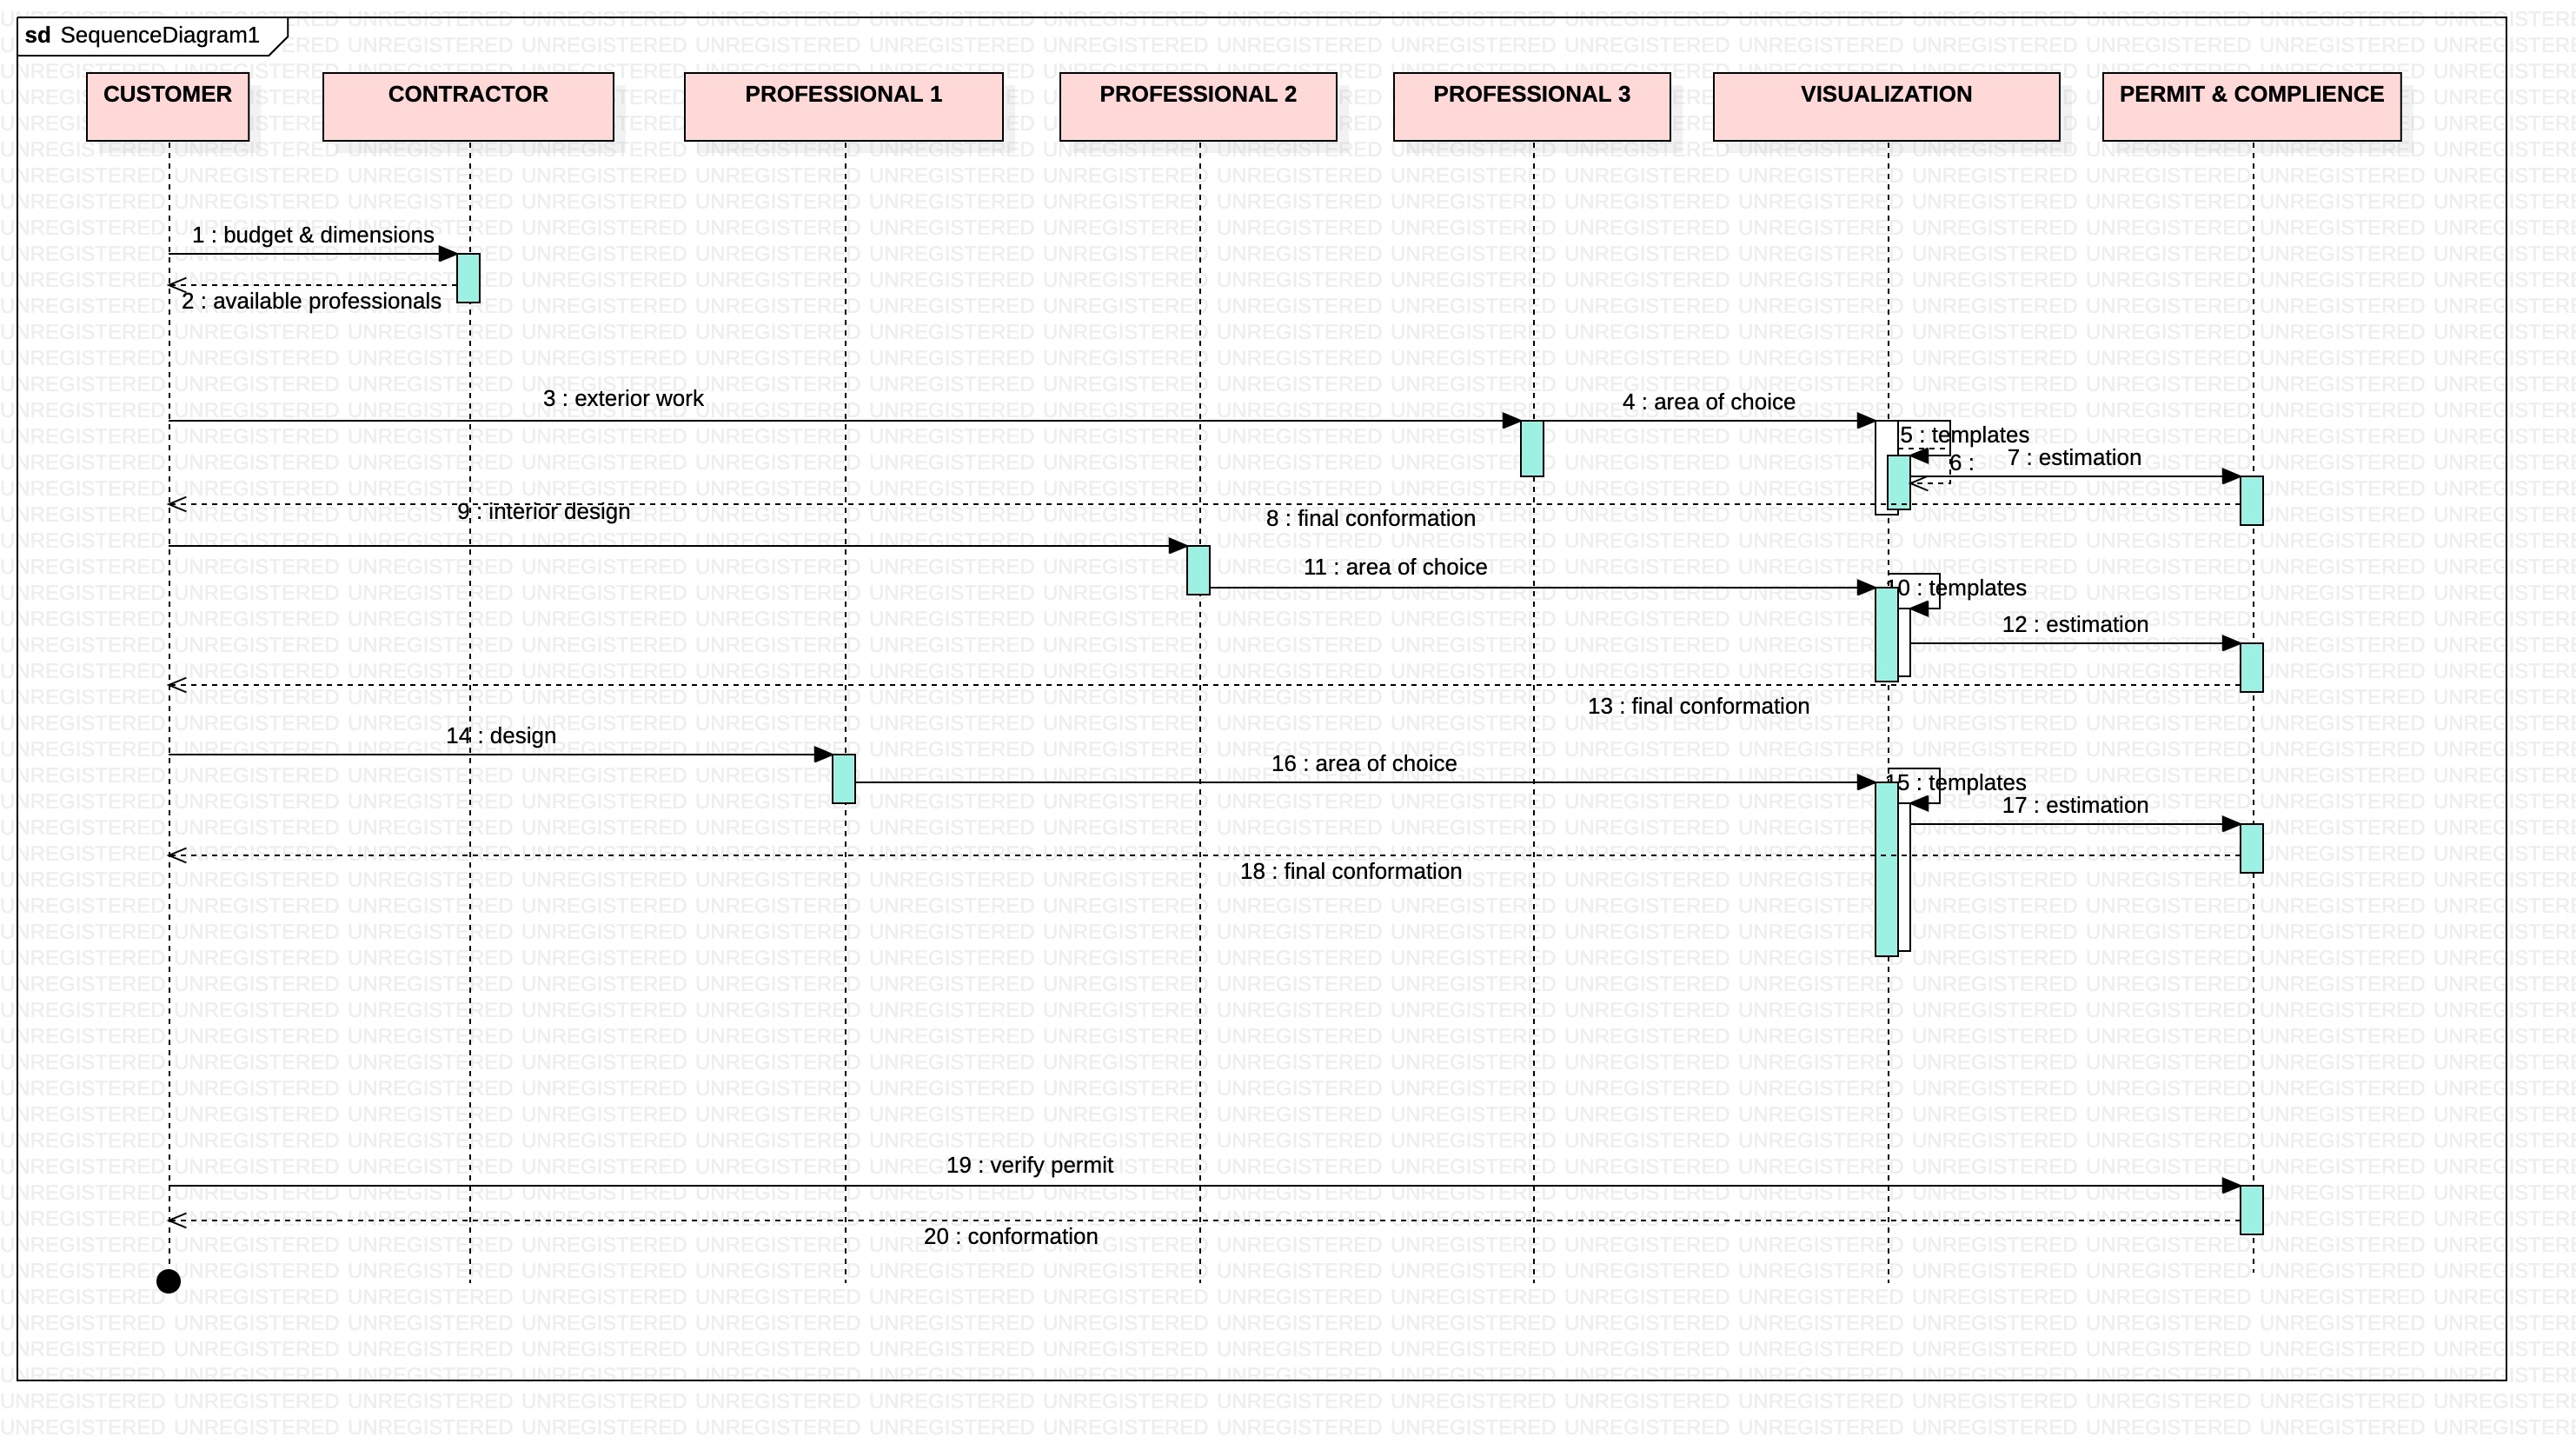 sd SequenceDiagram1
CUSTOMER
CONTRACTOR
PROFESSIONAL 1
PROFESSIONAL 2
PROFESSIONAL 3
VISUALIZATION
PERMIT & COMPLIENCE
1 : budget & dimensions
2 : available professionals
3 : exterior work
4 : area of choice
5 : templates
6 :
7 : estimation
9 : interior design
8 : final conformation
11 : area of choice
10 : templates
12 : estimation
13 : final conformation
14 : design
16 : area of choice
15 : templates
17 : estimation
18 : final conformation
19 : verify permit
20 : conformation
UNREGISTERED